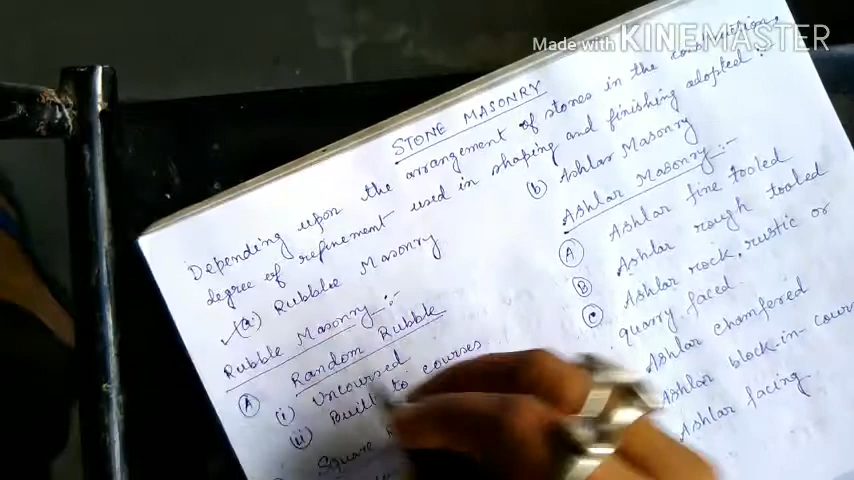 Made with KINEMASTER
STONE MASONRY
Depending upon the arrangement of stones in the construction,
degree of refinement used in shaping and finishing adopted :
(a) Rubble Masonry
(b) Ashlar Masonry
Rubble Masonry :-
(A) Random Rubble
(i) Uncoursed
(ii) Built to courses
Square
Ashlar Masonry :-
(A) Ashlar fine tooled
(B) Ashlar rough tooled
(C) Ashlar rock, rustic or
quarry faced
Ashlar chamfered
Ashlar block-in-cour
Ashlar facing